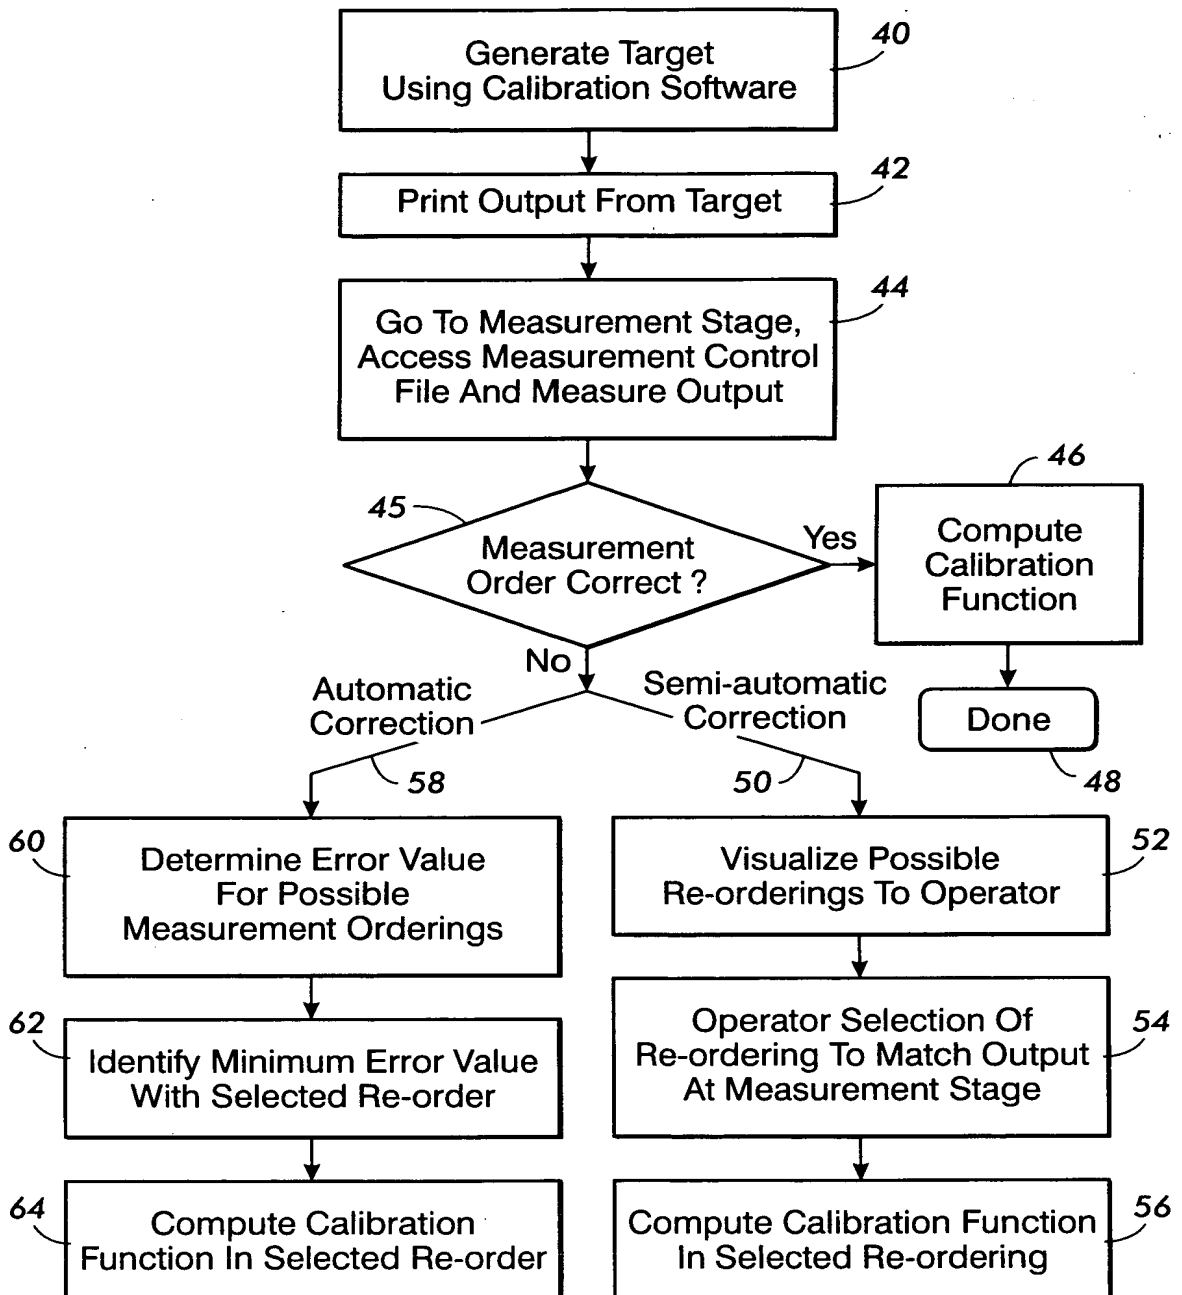 40
Generate Target
Using Calibration Software
42
Print Output From Target
44
Go To Measurement Stage,
Access Measurement Control
File And Measure Output
45
Measurement
Order Correct ?
Yes
46
Compute
Calibration
Function
No
Done
48
Automatic
Correction
58
Semi-automatic
Correction
50
60
Determine Error Value
For Possible
Measurement Orderings
52
Visualize Possible
Re-orderings To Operator
62
Identify Minimum Error Value
With Selected Re-order
54
Operator Selection Of
Re-ordering To Match Output
At Measurement Stage
64
Compute Calibration
Function In Selected Re-order
56
Compute Calibration Function
In Selected Re-ordering